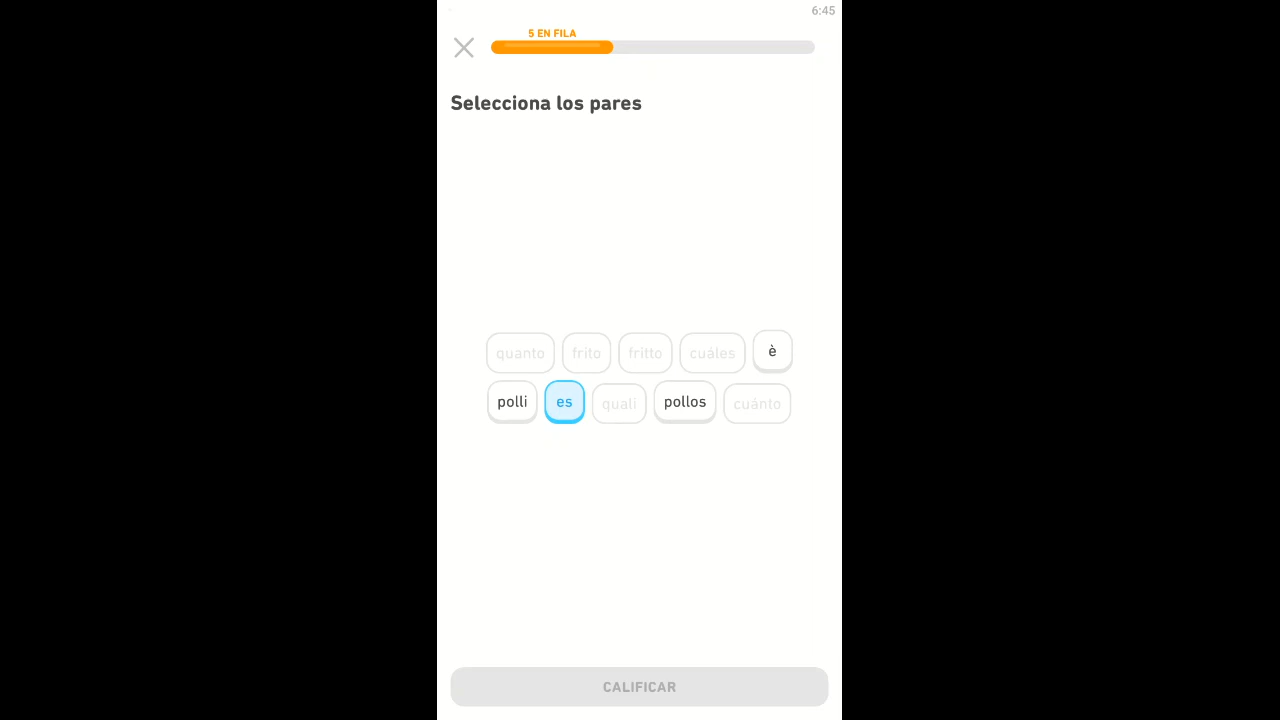 6:45
5 EN FILA
Selecciona los pares
quanto frito fritto cuáles è
polli es quali pollos cuánto
CALIFICAR